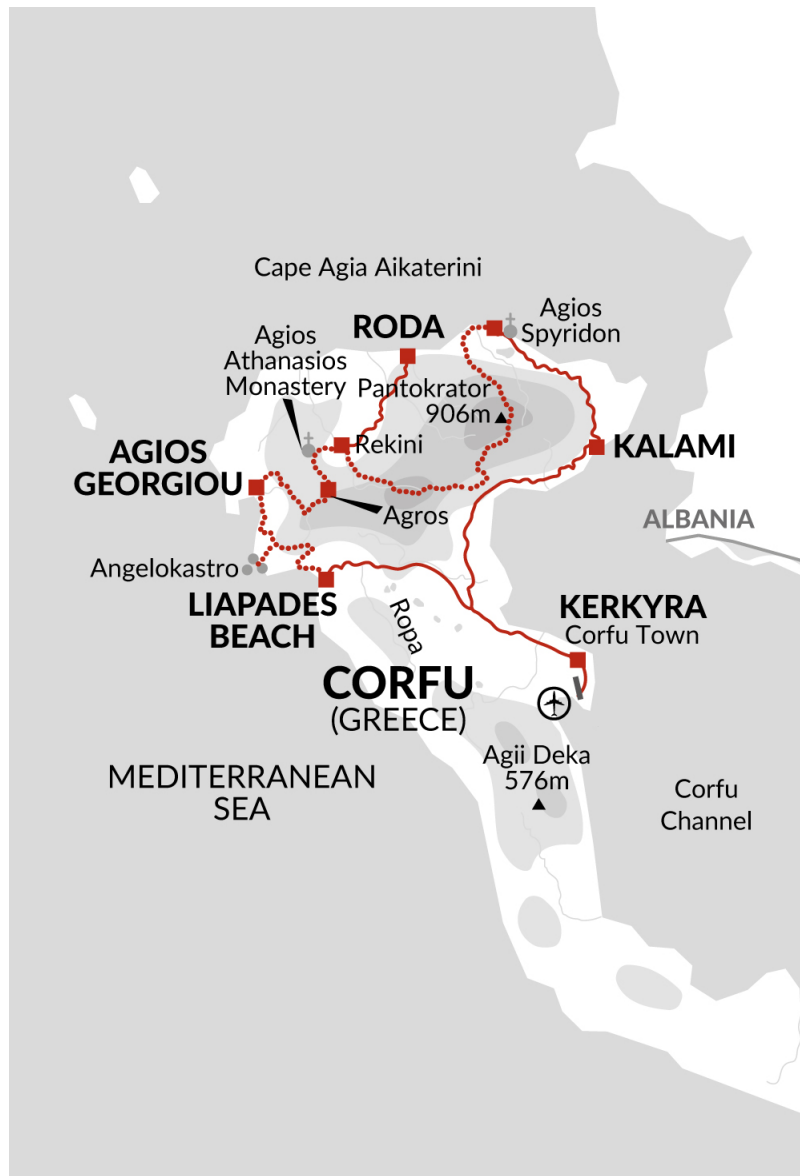 Cape Agia Aikaterini
Agios
Spyridon
RODA
Agios
Athanasios
Monastery
Pantokrator
906m
Rekini
KALAMI
AGIOS
GEORGIOU
Agros
ALBANIA
Angelokastro
LIAPADES
BEACH
Ropa
KERKYRA
Corfu Town
CORFU
(GREECE)
Agii Deka
576m
MEDITERRANEAN
SEA
Corfu
Channel